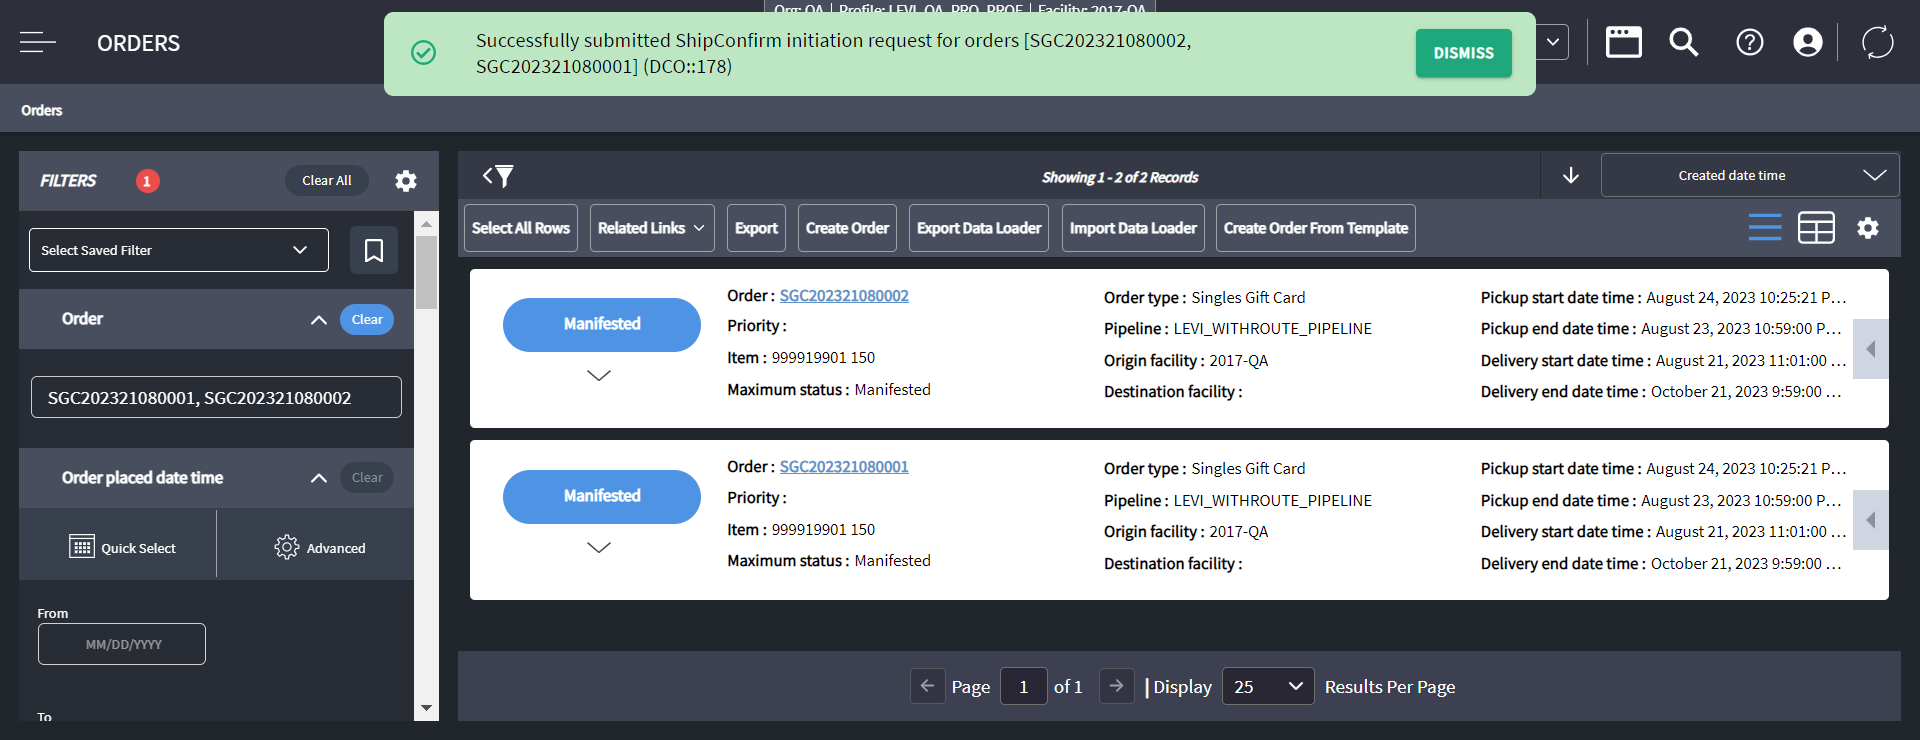 Org: QA | Profile: LEVI_QA_PRO_PROF | Facility: 2017-QA
ORDERS
Successfully submitted ShipConfirm initiation request for orders [SGC202321080002,
SGC202321080001] (DCO::178)
DISMISS
Orders
FILTERS
1
Clear All
Select Saved Filter
Order
Clear
SGC202321080001, SGC202321080002
Order placed date time
Clear
Quick Select
Advanced
From
MM/DD/YYYY
To
Showing 1 - 2 of 2 Records
Created date time
Select All Rows
Related Links
Export
Create Order
Export Data Loader
Import Data Loader
Create Order From Template
Manifested
Order : SGC202321080002
Priority :
Item : 999919901 150
Maximum status : Manifested
Order type : Singles Gift Card
Pipeline : LEVI_WITHROUTE_PIPELINE
Origin facility : 2017-QA
Destination facility :
Pickup start date time : August 24, 2023 10:25:21 P...
Pickup end date time : August 23, 2023 10:59:00 P...
Delivery start date time : August 21, 2023 11:01:00 ...
Delivery end date time : October 21, 2023 9:59:00 ...
Manifested
Order : SGC202321080001
Priority :
Item : 999919901 150
Maximum status : Manifested
Order type : Singles Gift Card
Pipeline : LEVI_WITHROUTE_PIPELINE
Origin facility : 2017-QA
Destination facility :
Pickup start date time : August 24, 2023 10:25:21 P...
Pickup end date time : August 23, 2023 10:59:00 P...
Delivery start date time : August 21, 2023 11:01:00 ...
Delivery end date time : October 21, 2023 9:59:00 ...
Page 1 of 1 | Display 25 Results Per Page